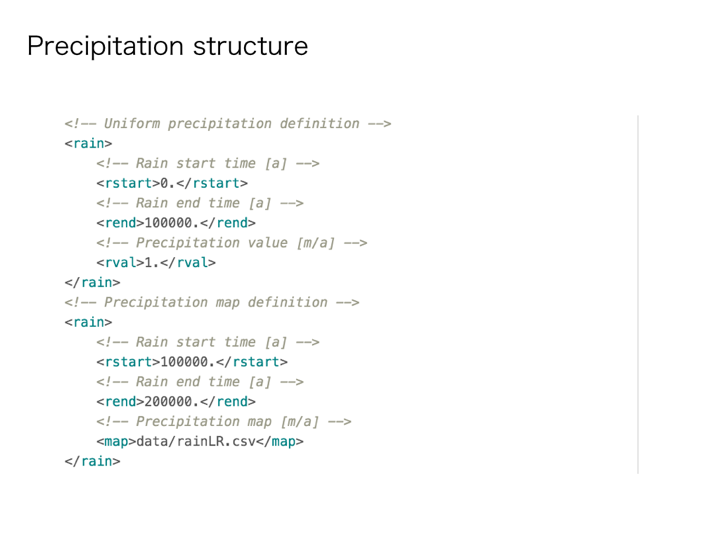 Precipitation structure
<!-- Uniform precipitation definition -->
<rain>
<!-- Rain start time [a] -->
<rstart>0.</rstart>
<!-- Rain end time [a] -->
<rend>100000.</rend>
<!-- Precipitation value [m/a] -->
<rval>1.</rval>
</rain>
<!-- Precipitation map definition -->
<rain>
<!-- Rain start time [a] -->
<rstart>100000.</rstart>
<!-- Rain end time [a] -->
<rend>200000.</rend>
<!-- Precipitation map [m/a] -->
<map>data/rainLR.csv</map>
</rain>